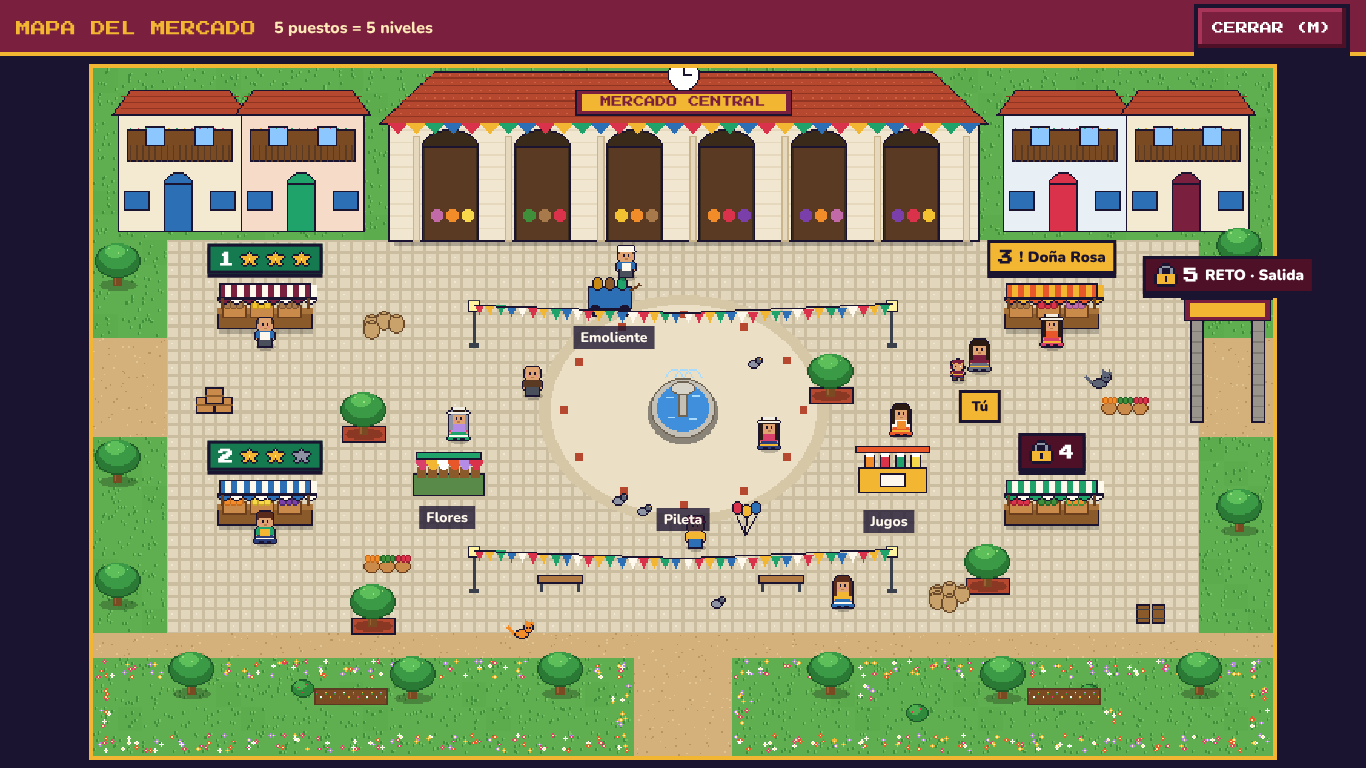 MAPA DEL MERCADO
5 puestos = 5 niveles
CERRAR (M)
MERCADO CENTRAL
1
3 ! Doña Rosa
5 RETO · Salida
Emoliente
Tú
2
4
Flores
Pileta
Jugos